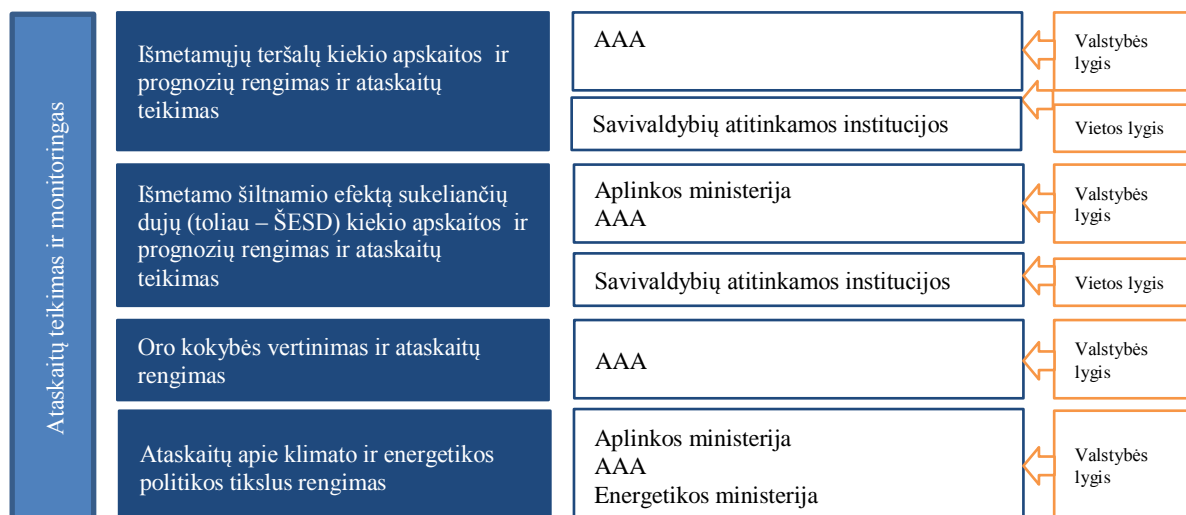 Ataskaitų teikimas ir monitoringas
Išmetamųjų teršalų kiekio apskaitos ir
prognozių rengimas ir ataskaitų
teikimas
AAA
Valstybės
lygis
Savivaldybių atitinkamos institucijos
Vietos lygis
Išmetamo šiltnamio efektą sukeliančių
dujų (toliau – ŠESD) kiekio apskaitos ir
prognozių rengimas ir ataskaitų
teikimas
Aplinkos ministerija
AAA
Valstybės
lygis
Savivaldybių atitinkamos institucijos
Vietos lygis
Oro kokybės vertinimas ir ataskaitų
rengimas
AAA
Valstybės
lygis
Ataskaitų apie klimato ir energetikos
politikos tikslus rengimas
Aplinkos ministerija
AAA
Energetikos ministerija
Valstybės
lygis